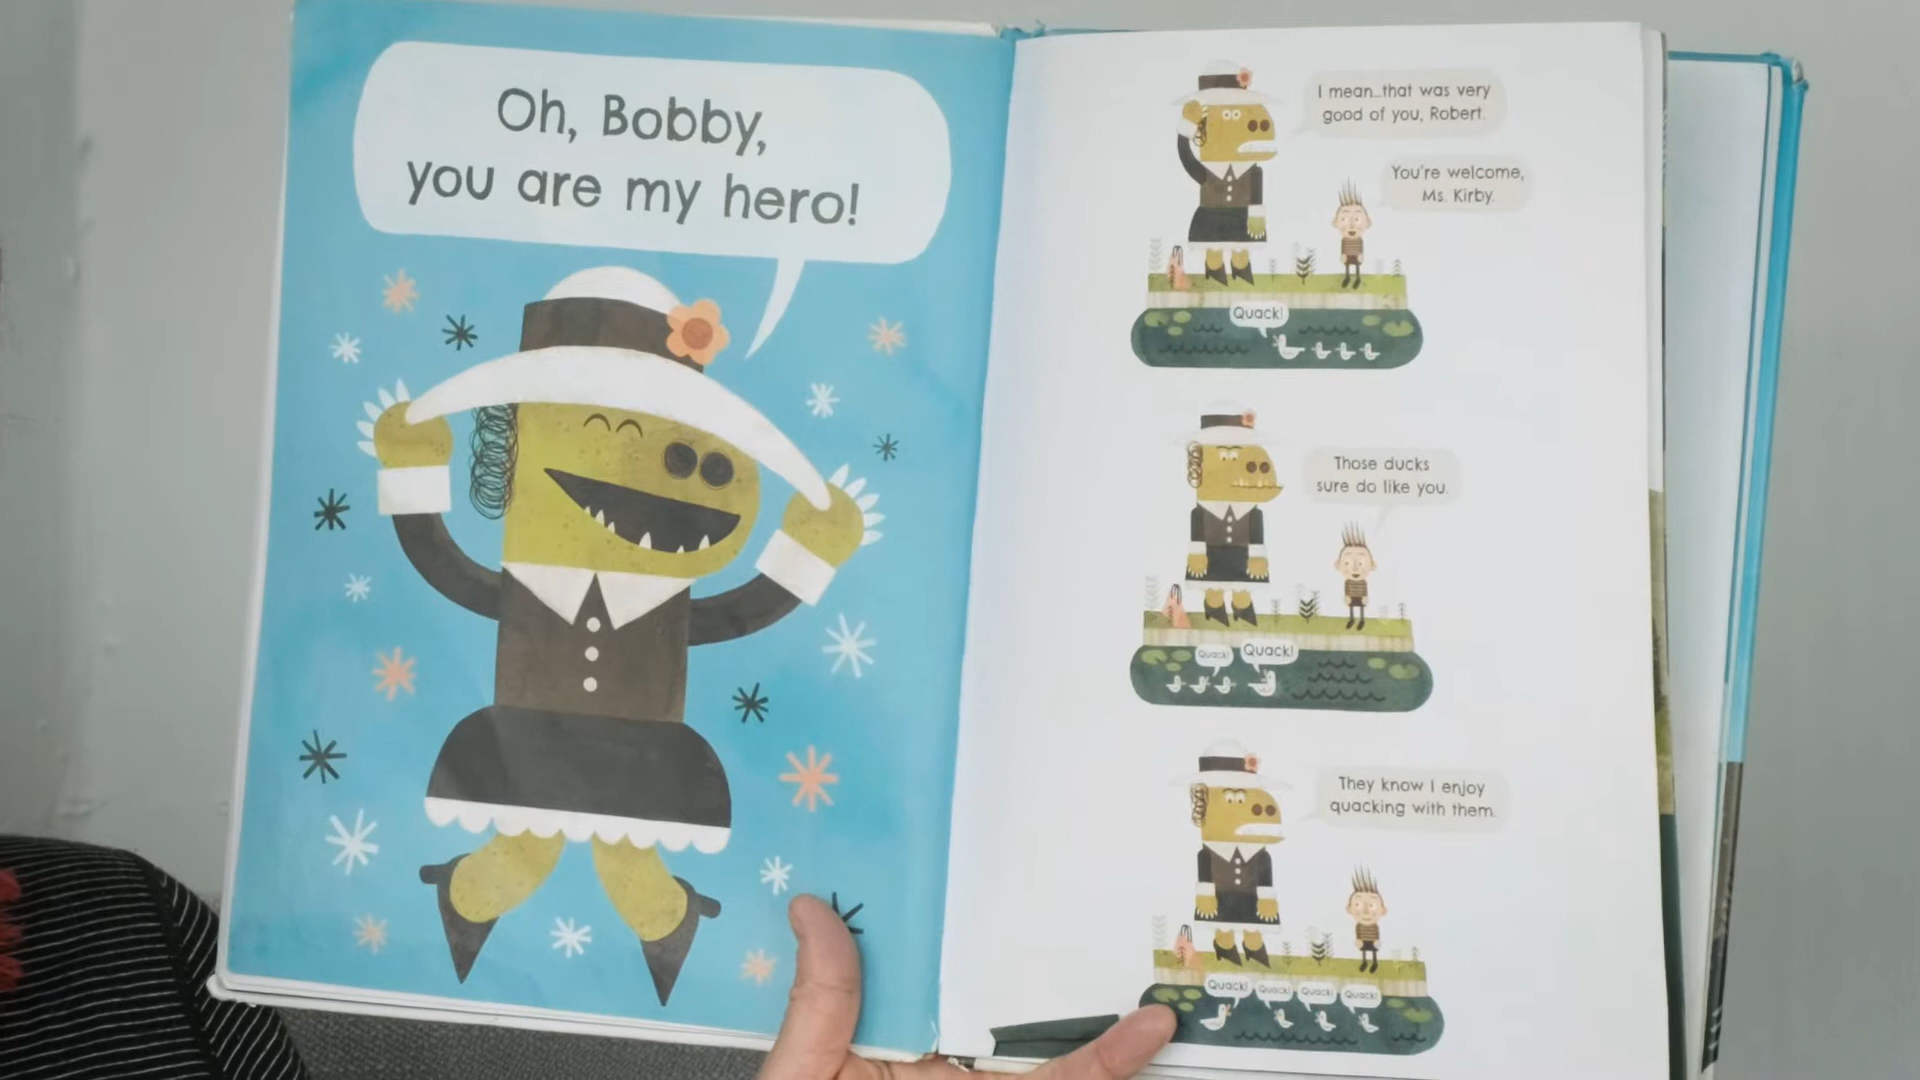 Oh, Bobby,
you are my hero!
I mean...that was very
good of you, Robert.
You're welcome,
Ms. Kirby.
Quack!
Those ducks
sure do like you.
Quack!
Quack!
They know I enjoy
quacking with them.
Quack!
Quack!
Quack!
Quack!